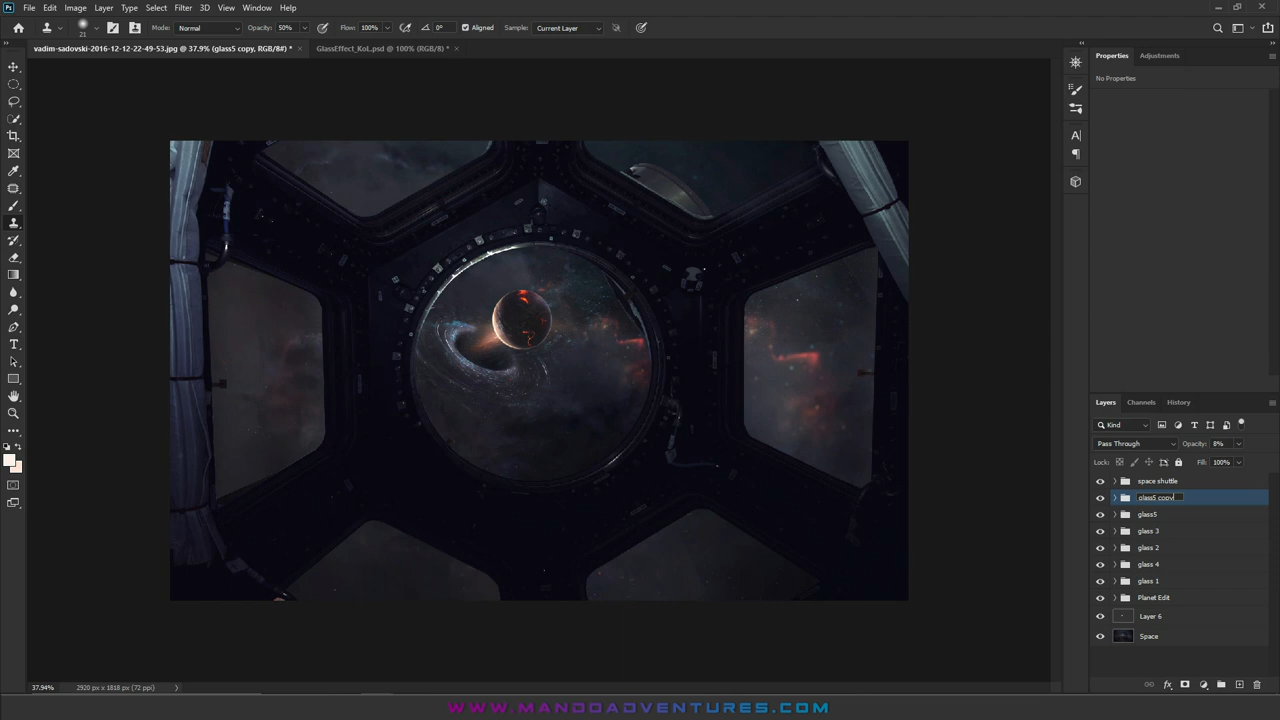 Ps File Edit Image Layer Type Select Filter 3D View Window Help
21 Mode: Normal Opacity: 50% Flow: 100% 0° Aligned Sample: Current Layer
vadim-sadovski-2016-12-12-22-49-53.jpg @ 37.9% (glass5 copy, RGB/8#) * × GlassEffect_KoL.psd @ 100% (RGB/8) * ×
Properties Adjustments
No Properties
Layers Channels History
Kind
Pass Through Opacity: 8%
Lock: Fill: 100%
space shuttle
glass5 copy
glass5
glass 3
glass 2
glass 4
glass 1
Planet Edit
Layer 6
Space
37.94% 2920 px x 1818 px (72 ppi)
WWW.MANDOADVENTURES.COM